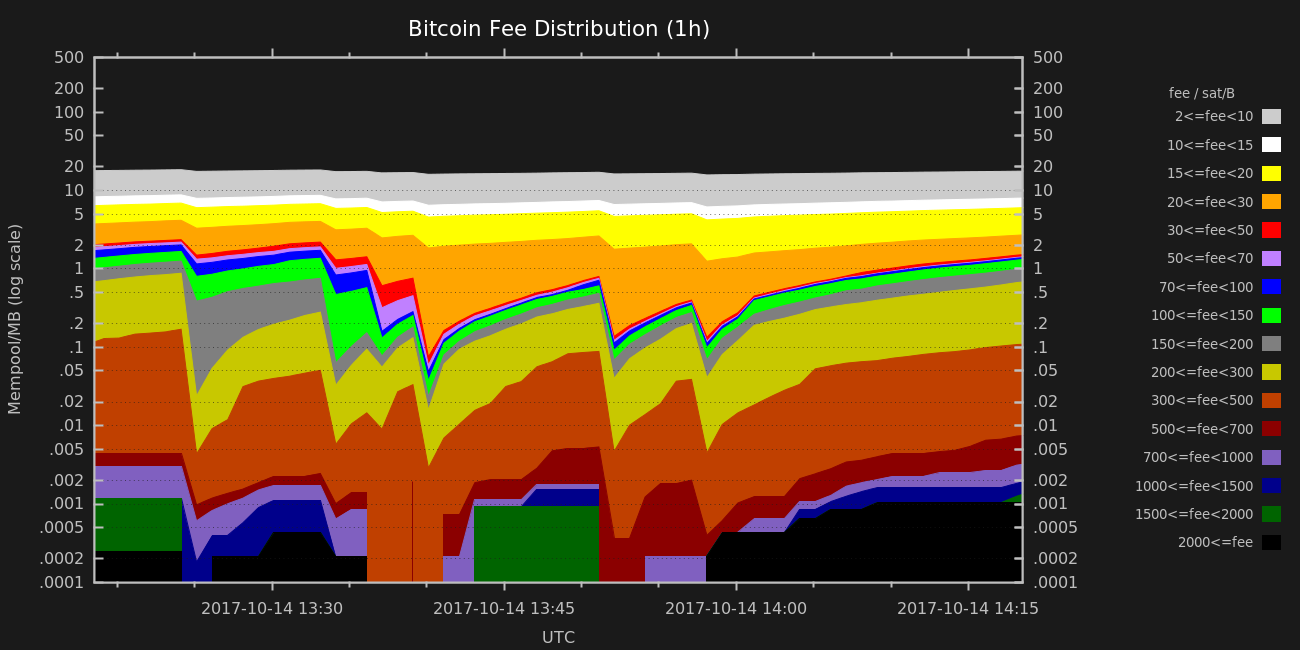 Bitcoin Fee Distribution (1h)
500 500
200 200
100 100
50 50
20 20
10 10
5 5
2 2
1 1
.5 .5
.2 .2
.1 .1
.05 .05
.02 .02
.01 .01
.005 .005
.002 .002
.001 .001
.0005 .0005
.0002 .0002
.0001 .0001
Mempool/MB (log scale)
2017-10-14 13:30 2017-10-14 13:45 2017-10-14 14:00 2017-10-14 14:15
UTC
fee / sat/B
2<=fee<10
10<=fee<15
15<=fee<20
20<=fee<30
30<=fee<50
50<=fee<70
70<=fee<100
100<=fee<150
150<=fee<200
200<=fee<300
300<=fee<500
500<=fee<700
700<=fee<1000
1000<=fee<1500
1500<=fee<2000
2000<=fee